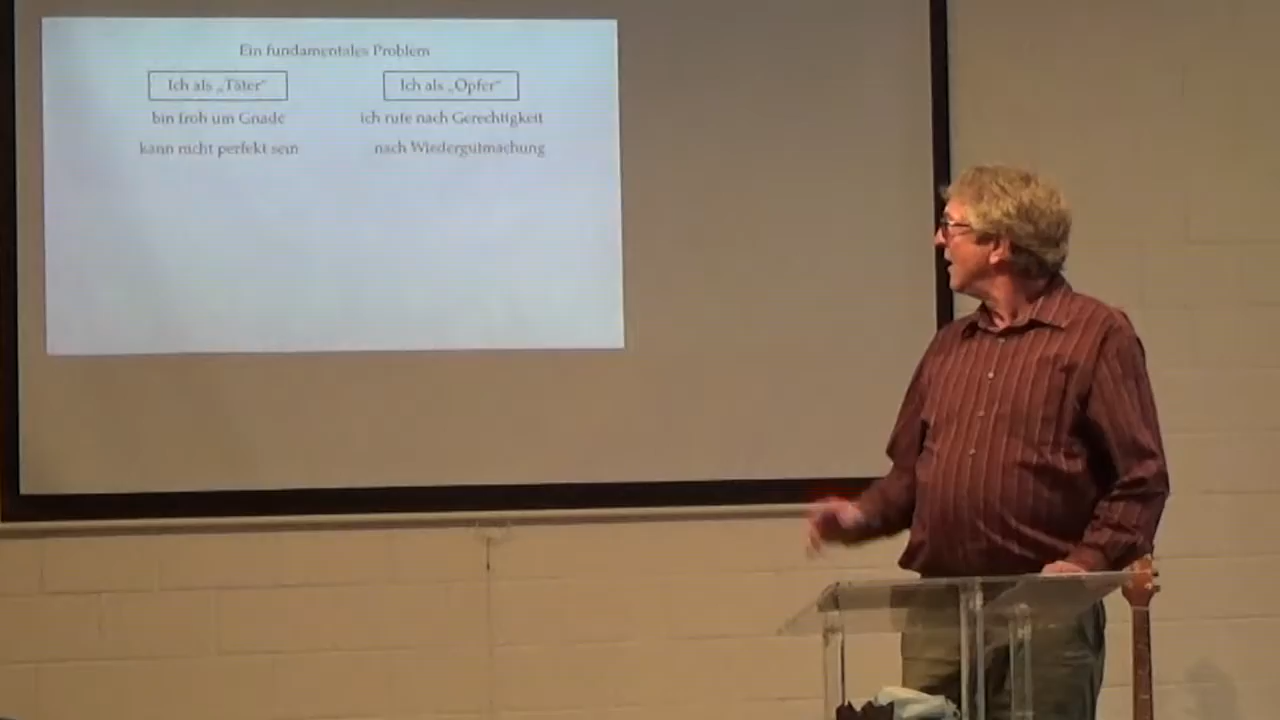 Ein fundamentales Problem
Ich als „Täter“ Ich als „Opfer“
bin froh um Gnade ich rufe nach Gerechtigkeit
kann nicht perfekt sein nach Wiedergutmachung